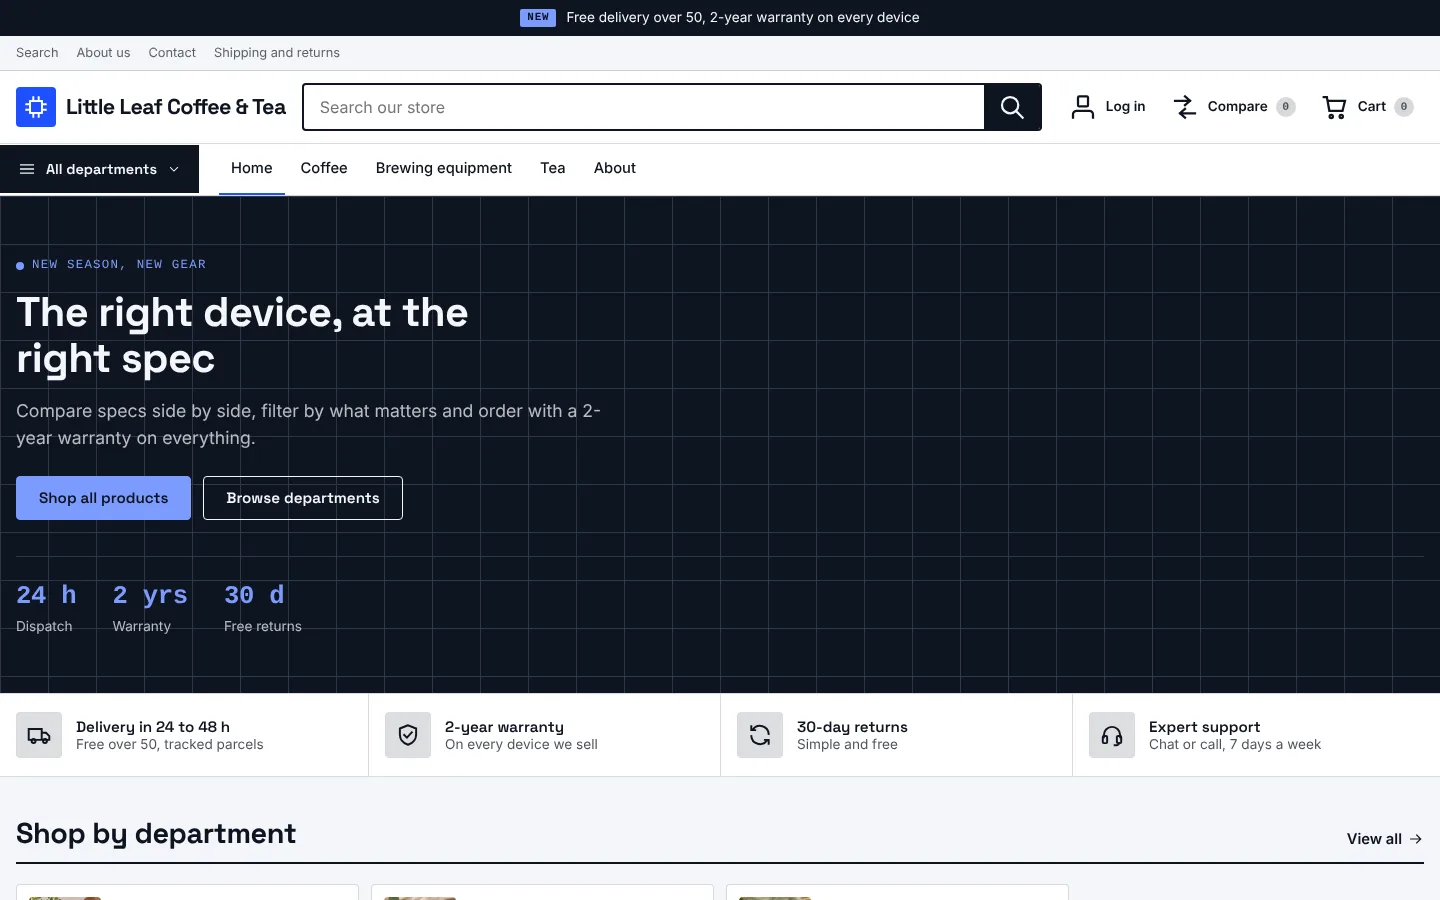 NEW Free delivery over 50, 2-year warranty on every device
Search About us Contact Shipping and returns
Little Leaf Coffee & Tea Search our store Log in Compare 0 Cart 0
All departments Home Coffee Brewing equipment Tea About
NEW SEASON, NEW GEAR
The right device, at the
right spec
Compare specs side by side, filter by what matters and order with a 2-
year warranty on everything.
Shop all products Browse departments
24 h 2 yrs 30 d
Dispatch Warranty Free returns
Delivery in 24 to 48 h
Free over 50, tracked parcels
2-year warranty
On every device we sell
30-day returns
Simple and free
Expert support
Chat or call, 7 days a week
Shop by department
View all